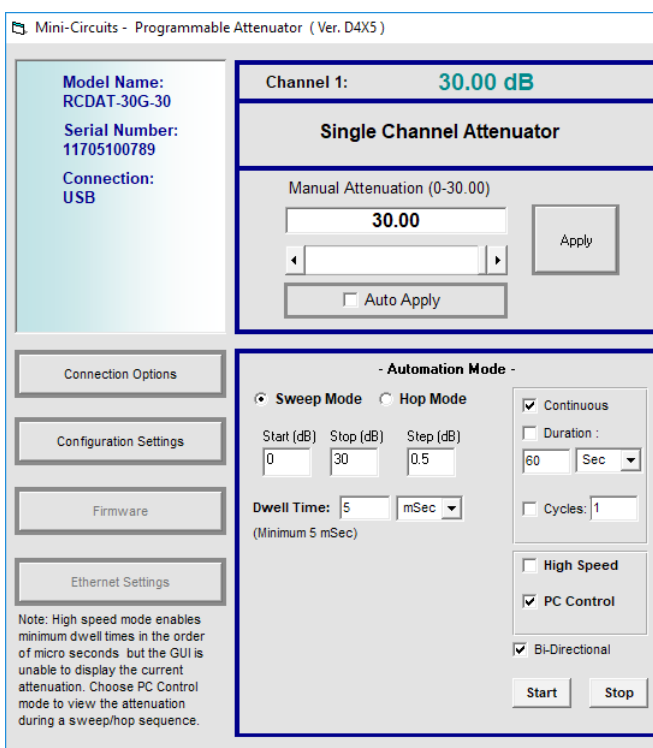 Mini-Circuits - Programmable Attenuator ( Ver. D4X5 )
Model Name:
RCDAT-30G-30
Serial Number:
11705100789
Connection:
USB
Channel 1: 30.00 dB
Single Channel Attenuator
Manual Attenuation (0-30.00)
30.00
Apply
Auto Apply
Connection Options
Configuration Settings
Firmware
Ethernet Settings
Note: High speed mode enables
minimum dwell times in the order
of micro seconds but the GUI is
unable to display the current
attenuation. Choose PC Control
mode to view the attenuation
during a sweep/hop sequence.
- Automation Mode -
Sweep Mode Hop Mode
Start (dB) Stop (dB) Step (dB)
0 30 0.5
Dwell Time: 5 mSec
(Minimum 5 mSec)
Continuous
Duration :
60 Sec
Cycles: 1
High Speed
PC Control
Bi-Directional
Start Stop